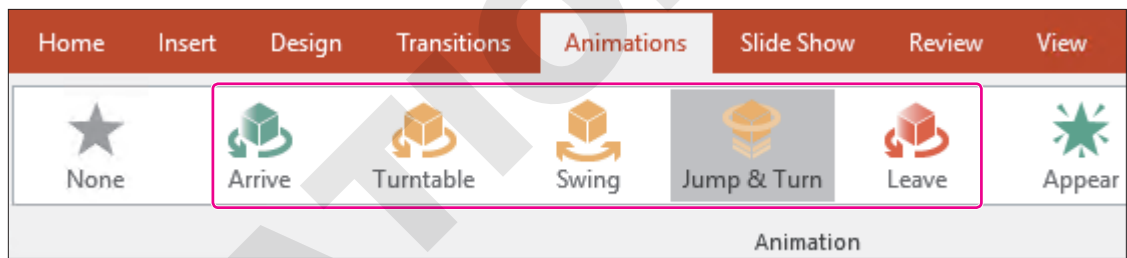 Home Insert Design Transitions Animations Slide Show Review View
None Arrive Turntable Swing Jump & Turn Leave Appear
Animation